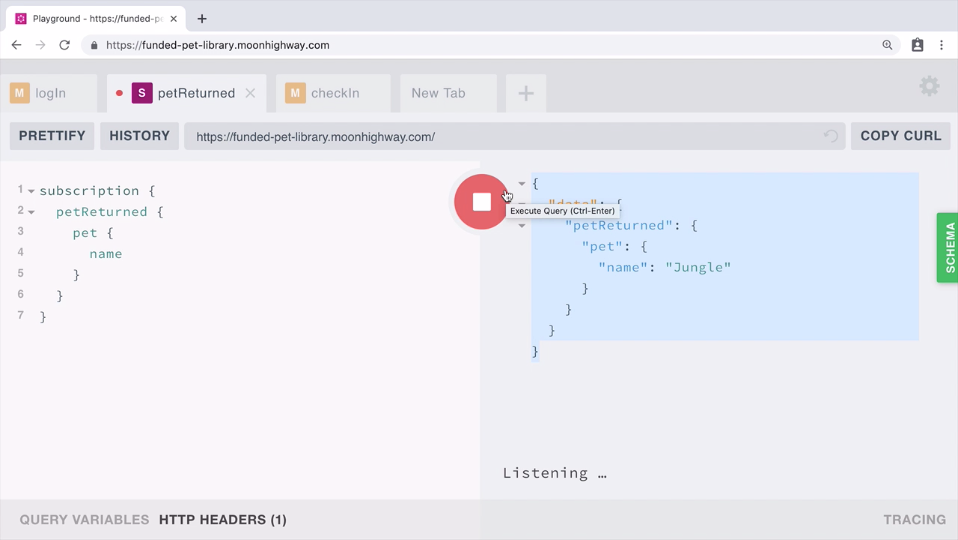 Playground - https://funded-pe
https://funded-pet-library.moonhighway.com
M logIn
S petReturned
M checkIn
New Tab
PRETTIFY
HISTORY
https://funded-pet-library.moonhighway.com/
COPY CURL
1 subscription {
2 petReturned {
3 pet {
4 name
5 }
6 }
7 }
{
"data": {
Execute Query (Ctrl-Enter)
"petReturned": {
"pet": {
"name": "Jungle"
}
}
}
}
SCHEMA
Listening …
QUERY VARIABLES
HTTP HEADERS (1)
TRACING